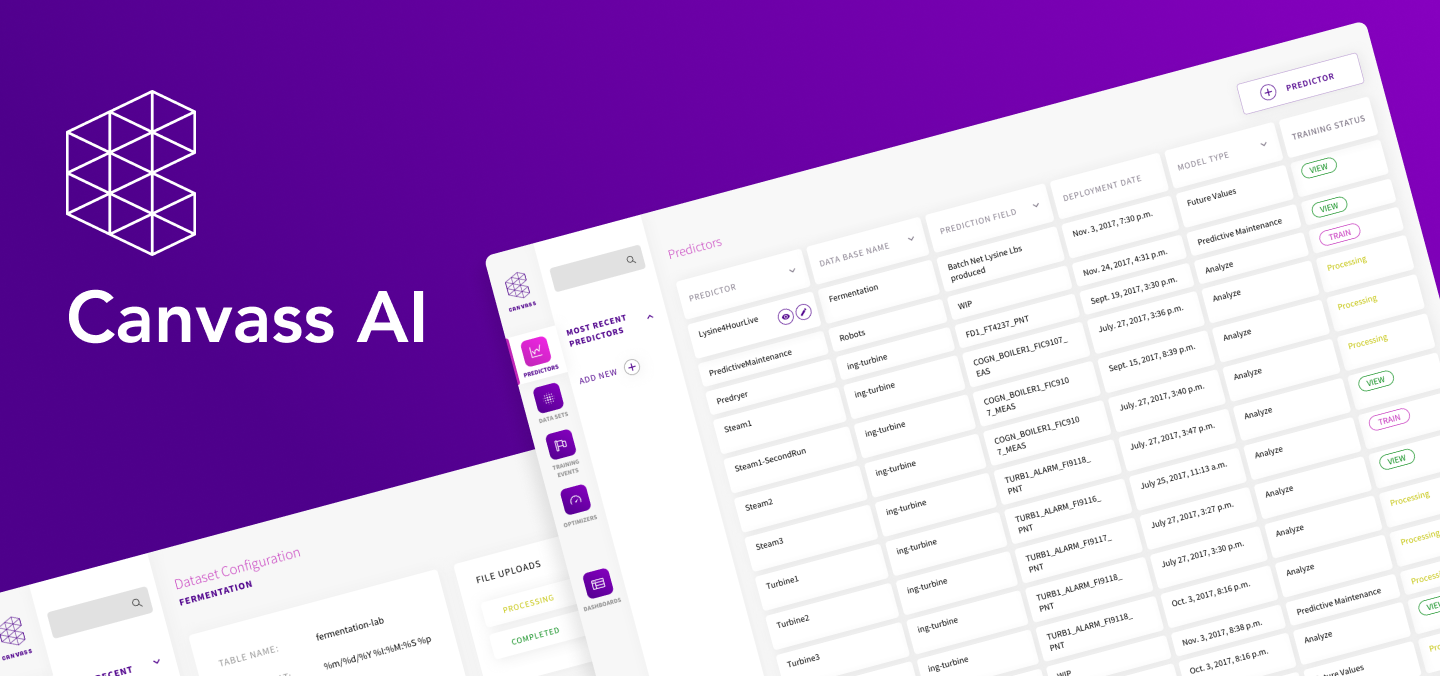 Canvass AI
CANVASS
PREDICTORS
DATA SETS
TRAINING
EVENTS
OPTIMIZERS
DASHBOARDS
MOST RECENT
PREDICTORS
ADD NEW
Predictors
PREDICTOR
PREDICTOR DATA BASE NAME PREDICTION FIELD DEPLOYMENT DATE MODEL TYPE TRAINING STATUS
Lysine4HourLive Fermentation Batch Net Lysine Lbs Nov. 3, 2017, 7:30 p.m. Future Values VIEW
produced
PredictiveMaintenance Robots WIP Nov. 24, 2017, 4:31 p.m. Predictive Maintenance VIEW
Predryer ing-turbine FD1_FT4237_PNT Sept. 19, 2017, 3:30 p.m. Analyze TRAIN
Steam1 ing-turbine COGN_BOILER1_FIC9107_ July. 27, 2017, 3:36 p.m. Analyze Processing
EAS
Steam1-SecondRun ing-turbine COGN_BOILER1_FIC910 Sept. 15, 2017, 8:39 p.m. Analyze Processing
7_MEAS
Steam2 ing-turbine COGN_BOILER1_FIC910 July. 27, 2017, 3:40 p.m. Analyze Processing
7_MEAS
Steam3 ing-turbine TURB1_ALARM_FI9118_ July. 27, 2017, 3:47 p.m. Analyze VIEW
PNT
Turbine1 ing-turbine TURB1_ALARM_FI9116_ July 25, 2017, 11:13 a.m. Analyze TRAIN
PNT
Turbine2 ing-turbine TURB1_ALARM_FI9117_ July 27, 2017, 3:27 p.m. Analyze VIEW
PNT
Turbine3 ing-turbine TURB1_ALARM_FI9118_ July 27, 2017, 3:30 p.m. Analyze Processing
PNT
ing-turbine TURB1_ALARM_FI9118_ Oct. 3, 2017, 8:16 p.m. Analyze Processing
PNT
WIP Nov. 3, 2017, 8:38 p.m. Predictive Maintenance Processing
Oct. 3, 2017, 8:16 p.m. Analyze VIEW
Values
CANVASS
RECENT
Dataset Configuration
FERMENTATION
TABLE NAME: fermentation-lab
%m/%d/%Y %I:%M:%S %p
FILE UPLOADS
PROCESSING
COMPLETED